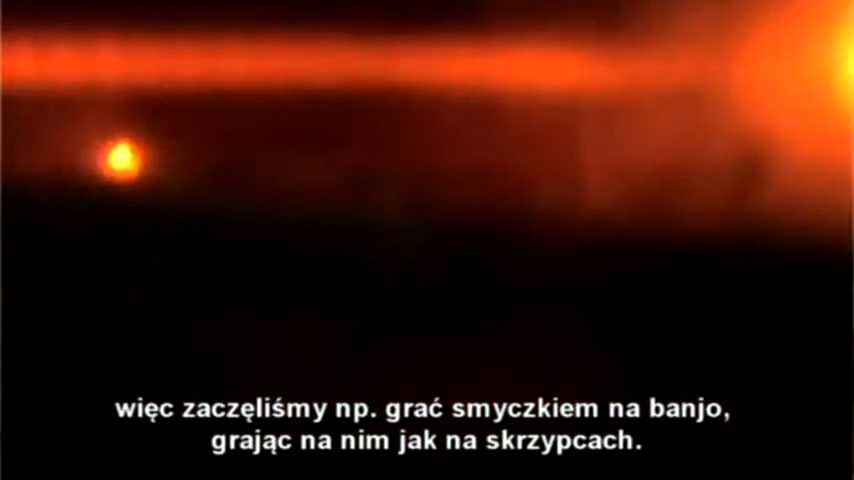 więc zaczęliśmy np. grać smyczkiem na banjo,
grając na nim jak na skrzypcach.